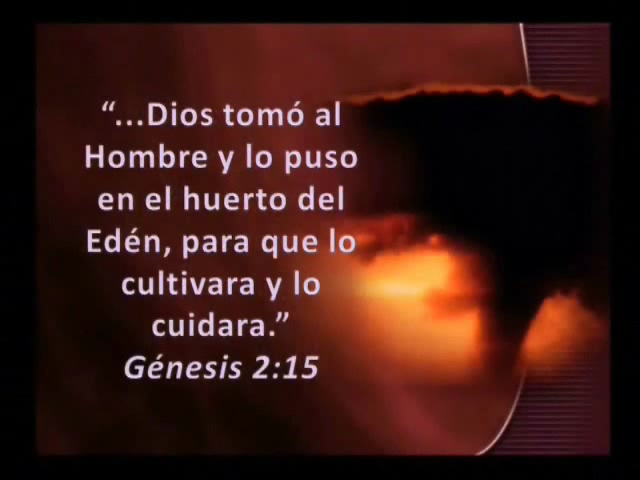 “...Dios tomó al
Hombre y lo puso
en el huerto del
Edén, para que lo
cultivara y lo
cuidara.”
Génesis 2:15